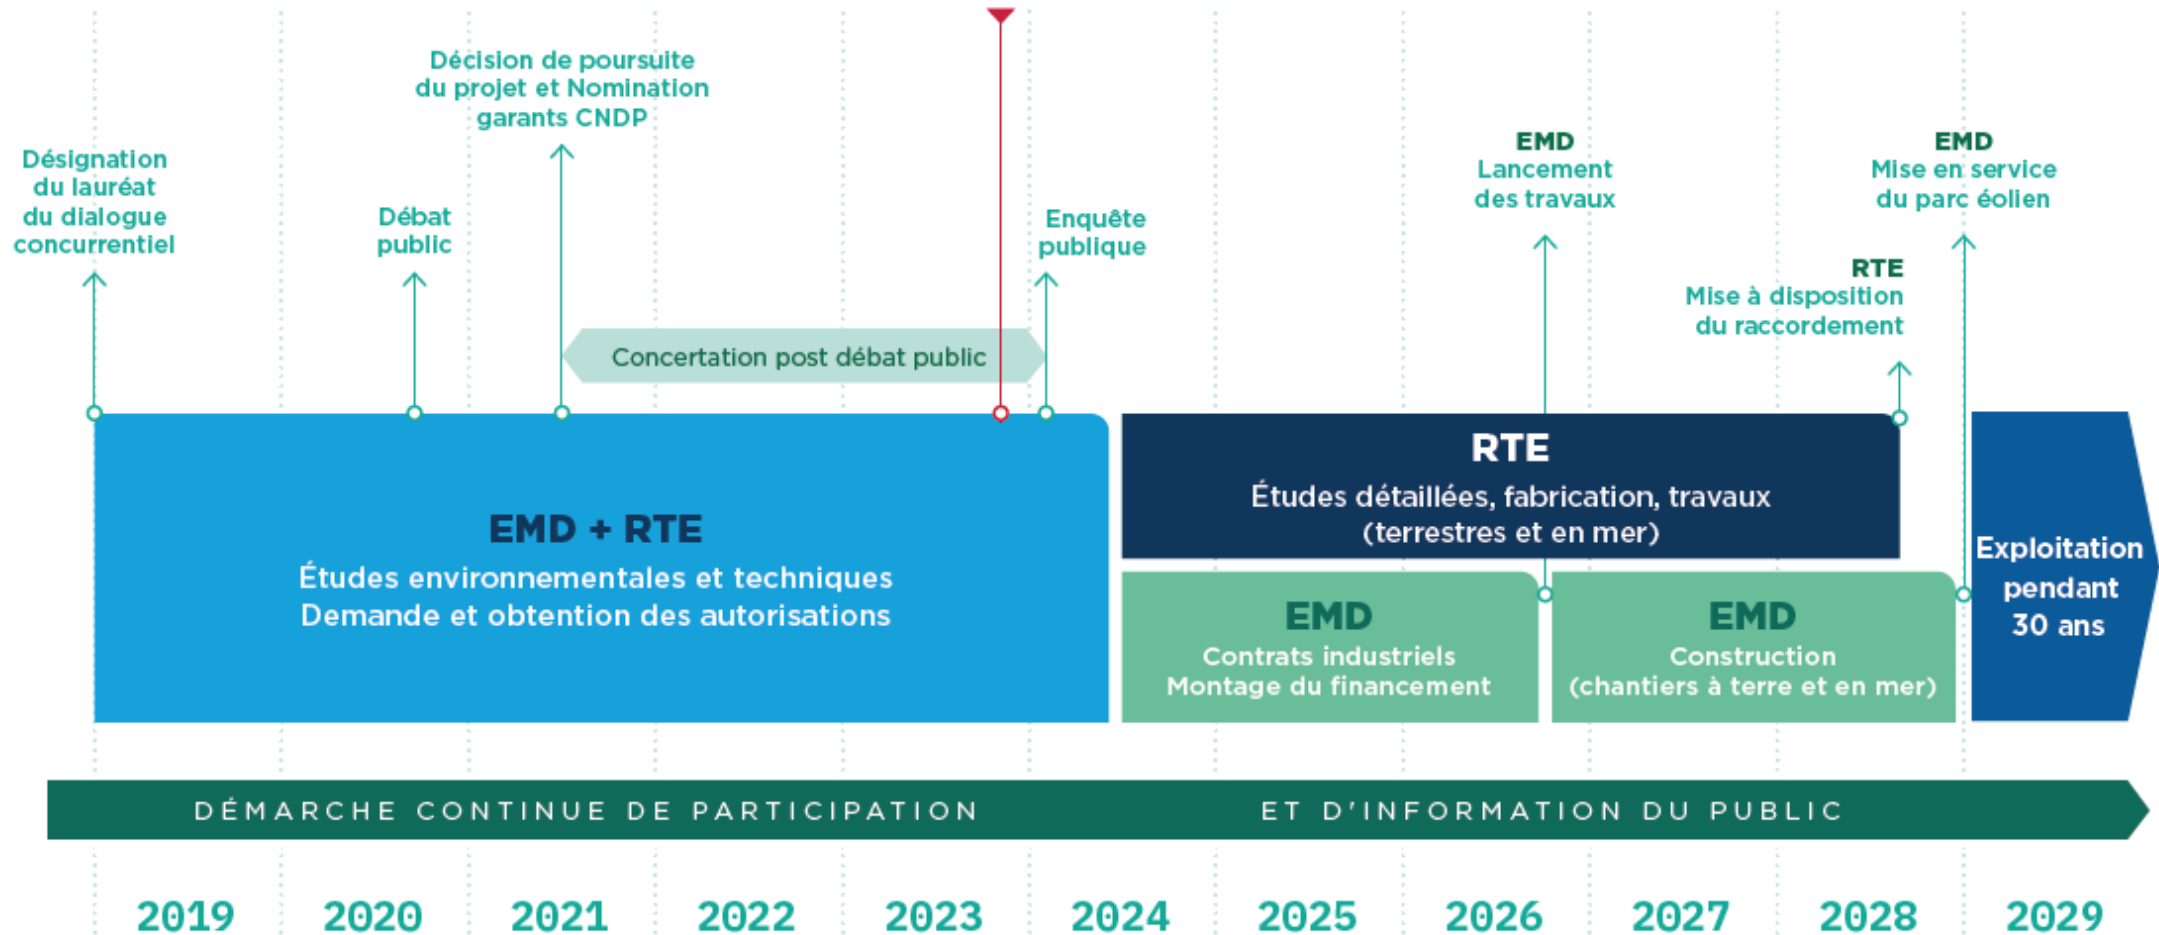 Décision de poursuite
du projet et Nomination
garants CNDP
Désignation
du lauréat
du dialogue
concurrentiel
Débat
public
Enquête
publique
EMD
Lancement
des travaux
EMD
Mise en service
du parc éolien
RTE
Mise à disposition
du raccordement
Concertation post débat public
EMD + RTE
Études environnementales et techniques
Demande et obtention des autorisations
RTE
Études détaillées, fabrication, travaux
(terrestres et en mer)
EMD
Contrats industriels
Montage du financement
EMD
Construction
(chantiers à terre et en mer)
Exploitation
pendant
30 ans
DÉMARCHE CONTINUE DE PARTICIPATION ET D'INFORMATION DU PUBLIC
2019 2020 2021 2022 2023 2024 2025 2026 2027 2028 2029